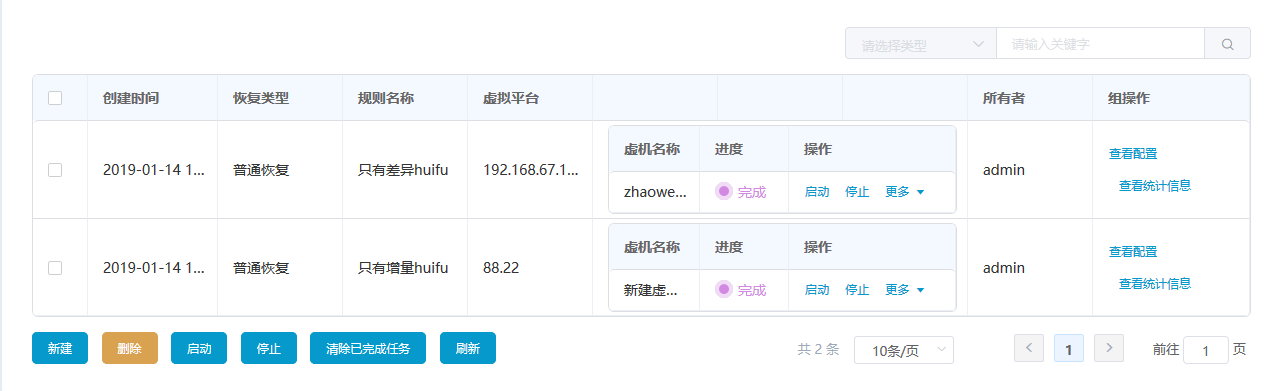 请选择类型 请输入关键字
创建时间 恢复类型 规则名称 虚拟平台 所有者 组操作
虚机名称 进度 操作
2019-01-14 1... 普通恢复 只有差异huifu 192.168.67.1... admin 查看配置
zhaowe... 完成 启动 停止 更多 查看统计信息
虚机名称 进度 操作
2019-01-14 1... 普通恢复 只有增量huifu 88.22 admin 查看配置
新建虚... 完成 启动 停止 更多 查看统计信息
新建 删除 启动 停止 清除已完成任务 刷新 共 2 条 10条/页 1 前往 1 页